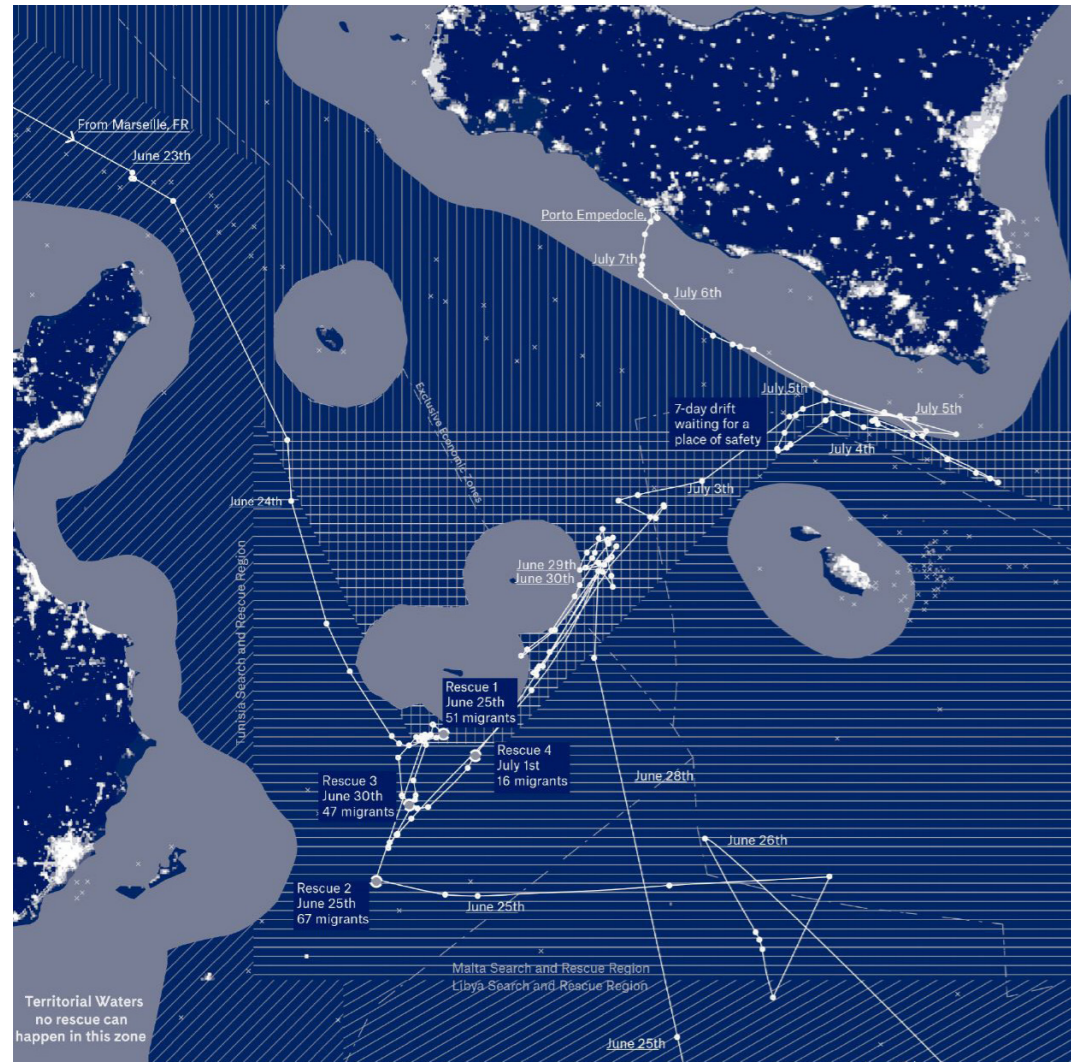 From Marseille, FR
June 23th
Porto Empedocle,
July 7th
July 6th
Exclusive Economic Zones
July 5th
July 5th
7-day drift
waiting for a
place of safety
July 4th
July 3th
June 24th
Tunisia Search and Rescue Region
June 29th
June 30th
Rescue 1
June 25th
51 migrants
Rescue 4
July 1st
16 migrants
Rescue 3
June 30th
47 migrants
June 28th
June 26th
Rescue 2
June 25th
67 migrants
June 25th
Malta Search and Rescue Region
Libya Search and Rescue Region
Territorial Waters
no rescue can
happen in this zone
June 25th